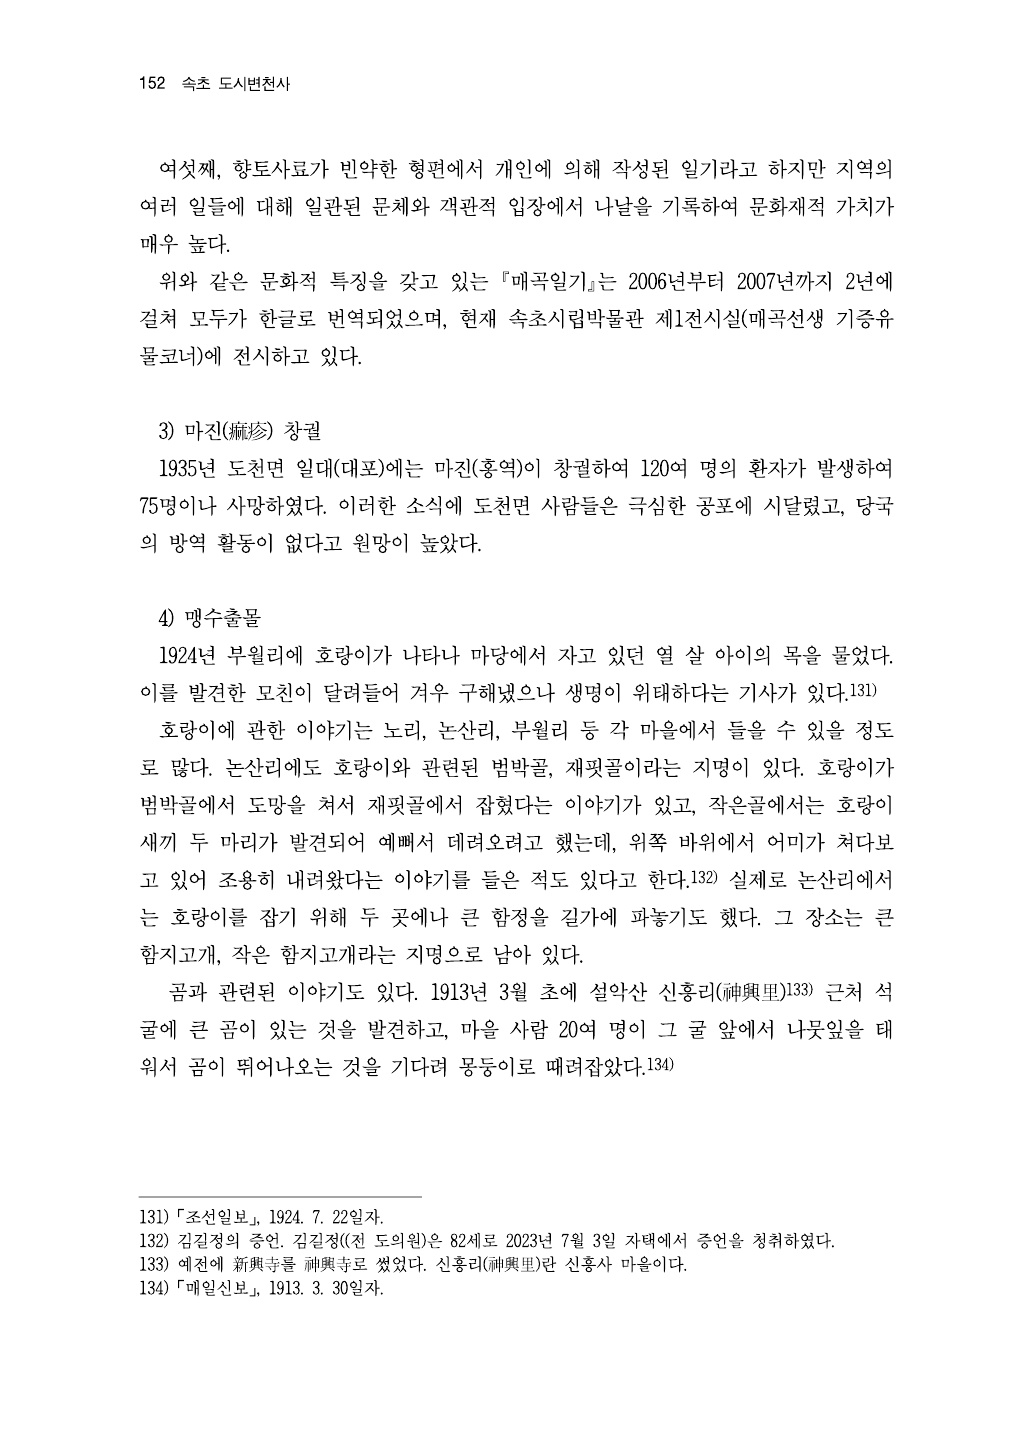 152 속초 도시변천사
여섯째, 향토사료가 빈약한 형편에서 개인에 의해 작성된 일기라고 하지만 지역의
여러 일들에 대해 일관된 문체와 객관적 입장에서 나날을 기록하여 문화재적 가치가
매우 높다.
위와 같은 문화적 특징을 갖고 있는 『매곡일기』는 2006년부터 2007년까지 2년에
걸쳐 모두가 한글로 번역되었으며, 현재 속초시립박물관 제1전시실(매곡선생 기증유
물코너)에 전시하고 있다.
3) 마진(痲疹) 창궐
1935년 도천면 일대(대포)에는 마진(홍역)이 창궐하여 120여 명의 환자가 발생하여
75명이나 사망하였다. 이러한 소식에 도천면 사람들은 극심한 공포에 시달렸고, 당국
의 방역 활동이 없다고 원망이 높았다.
4) 맹수출몰
1924년 부월리에 호랑이가 나타나 마당에서 자고 있던 열 살 아이의 목을 물었다.
이를 발견한 모친이 달려들어 겨우 구해냈으나 생명이 위태하다는 기사가 있다.131)
호랑이에 관한 이야기는 노리, 논산리, 부월리 등 각 마을에서 들을 수 있을 정도
로 많다. 논산리에도 호랑이와 관련된 범박골, 재핏골이라는 지명이 있다. 호랑이가
범박골에서 도망을 쳐서 재핏골에서 잡혔다는 이야기가 있고, 작은골에서는 호랑이
새끼 두 마리가 발견되어 예뻐서 데려오려고 했는데, 위쪽 바위에서 어미가 쳐다보
고 있어 조용히 내려왔다는 이야기를 들은 적도 있다고 한다.132) 실제로 논산리에서
는 호랑이를 잡기 위해 두 곳에나 큰 함정을 길가에 파놓기도 했다. 그 장소는 큰
함지고개, 작은 함지고개라는 지명으로 남아 있다.
곰과 관련된 이야기도 있다. 1913년 3월 초에 설악산 신흥리(神興里)133) 근처 석
굴에 큰 곰이 있는 것을 발견하고, 마을 사람 20여 명이 그 굴 앞에서 나뭇잎을 태
워서 곰이 뛰어나오는 것을 기다려 몽둥이로 때려잡았다.134)
131) 「조선일보」, 1924. 7. 22일자.
132) 김길정의 증언. 김길정((전 도의원)은 82세로 2023년 7월 3일 자택에서 증언을 청취하였다.
133) 예전에 新興寺를 神興寺로 썼었다. 신흥리(神興里)란 신흥사 마을이다.
134) 「매일신보」, 1913. 3. 30일자.